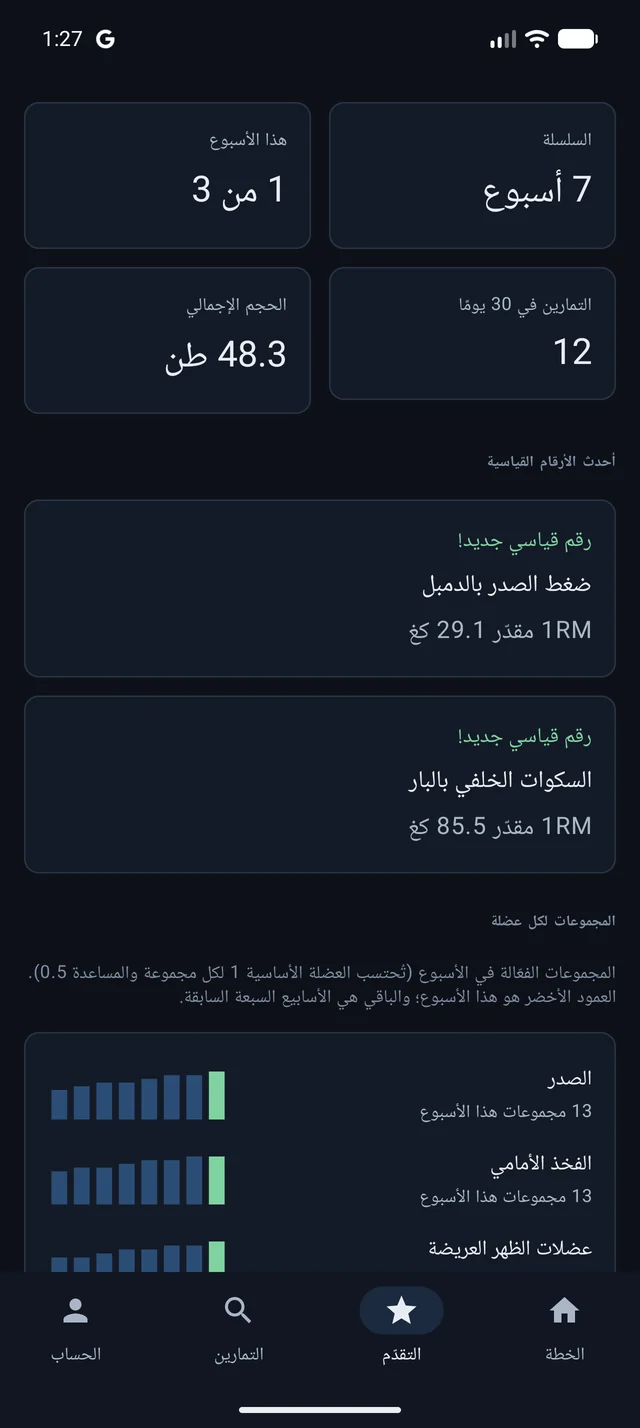 1:27
السلسلة
7 أسبوع
هذا الأسبوع
1 من 3
التمارين في 30 يومًا
12
الحجم الإجمالي
48.3 طن
أحدث الأرقام القياسية
رقم قياسي جديد!
ضغط الصدر بالدمبل
1RM مقدّر 29.1 كغ
رقم قياسي جديد!
السكوات الخلفي بالبار
1RM مقدّر 85.5 كغ
المجموعات لكل عضلة
المجموعات الفعّالة في الأسبوع (تُحتسب العضلة الأساسية 1 لكل مجموعة والمساعدة 0.5).
العمود الأخضر هو هذا الأسبوع؛ والباقي هي الأسابيع السبعة السابقة.
الصدر
13 مجموعات هذا الأسبوع
الفخذ الأمامي
13 مجموعات هذا الأسبوع
عضلات الظهر العريضة
الخطة
التقدّم
التمارين
الحساب